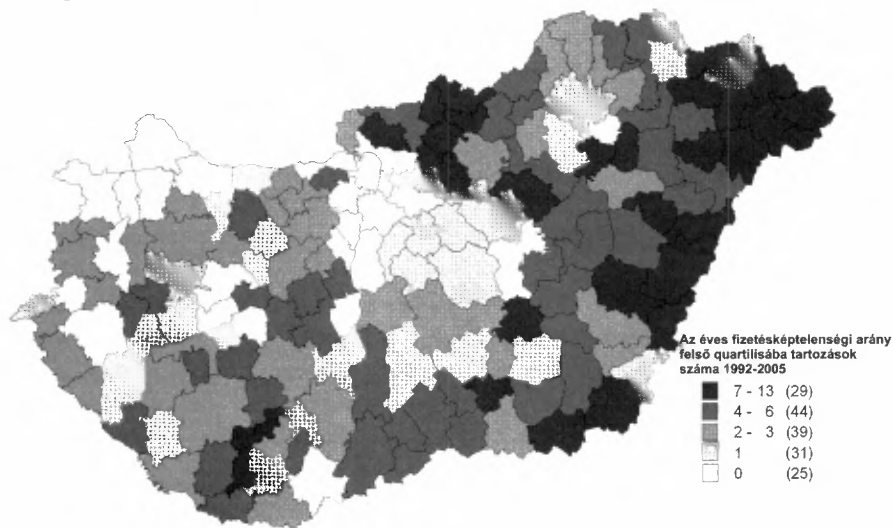 Az éves fizetésképtelenségi arány
felső quartilisába tartozások
száma 1992-2005
7 - 13 (29)
4 - 6 (44)
2 - 3 (39)
1 (31)
0 (25)